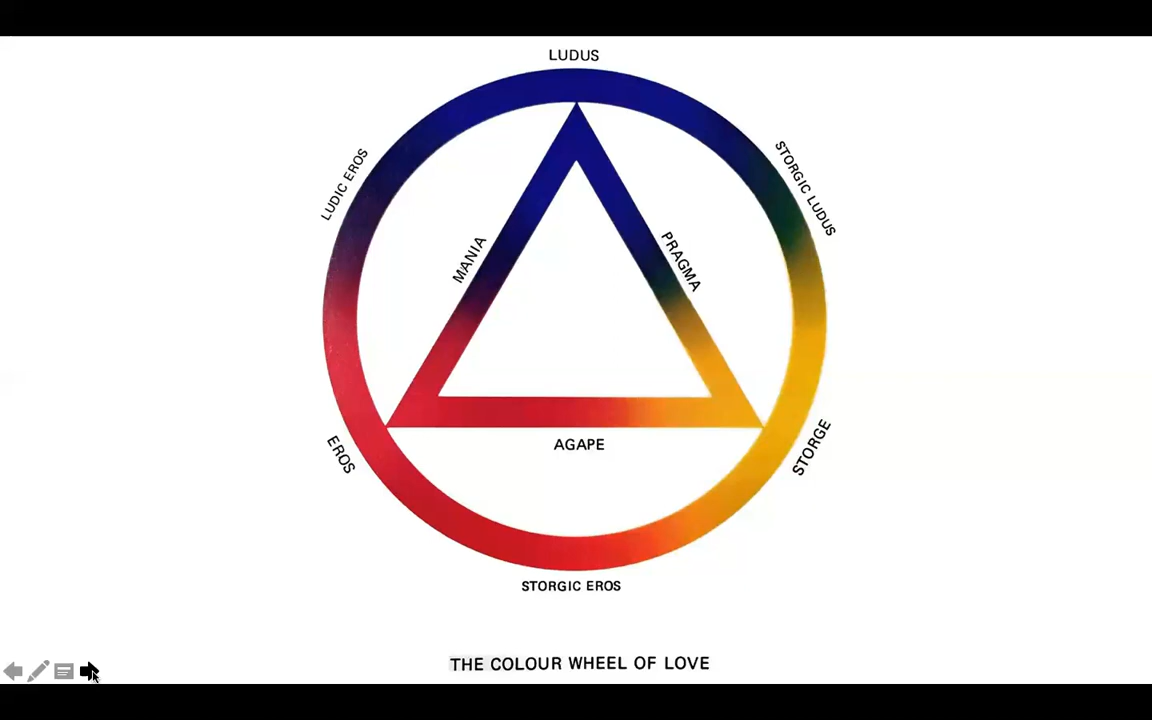 LUDUS
LUDIC EROS
STORGIC LUDUS
MANIA
PRAGMA
AGAPE
EROS
STORGE
STORGIC EROS
THE COLOUR WHEEL OF LOVE